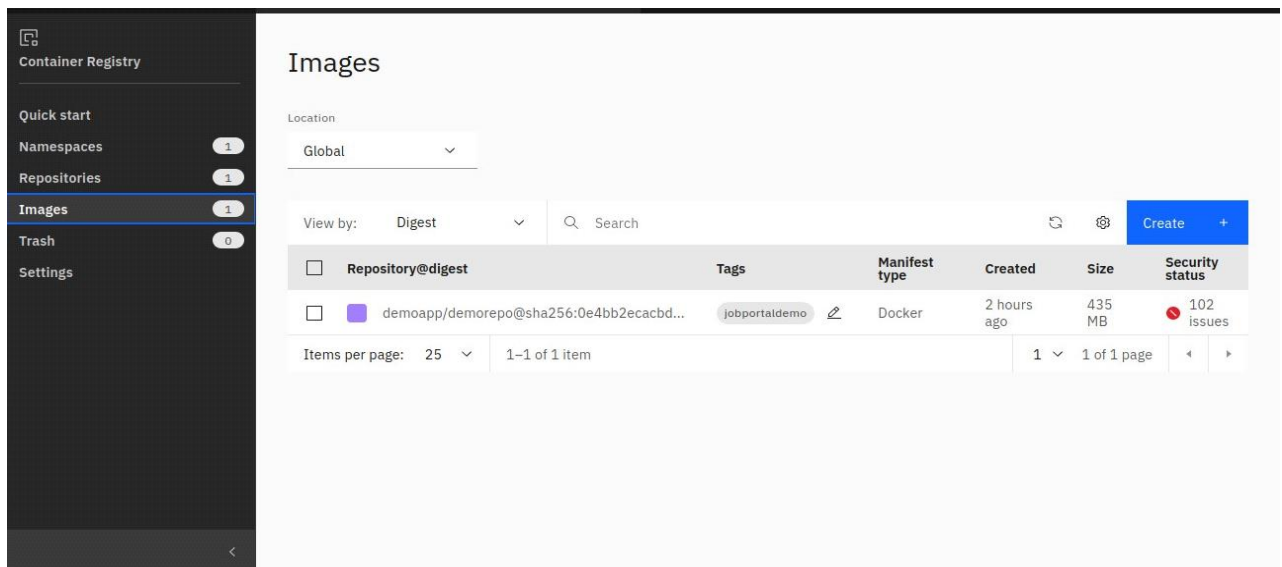 Container Registry
Quick start
Namespaces 1
Repositories 1
Images 1
Trash 0
Settings
Images
Location
Global
View by: Digest Search Create +
Repository@digest Tags Manifest type Created Size Security status
demoapp/demorepo@sha256:0e4bb2ecacbd... jobportaldemo Docker 2 hours ago 435 MB 102 issues
Items per page: 25 1–1 of 1 item 1 1 of 1 page